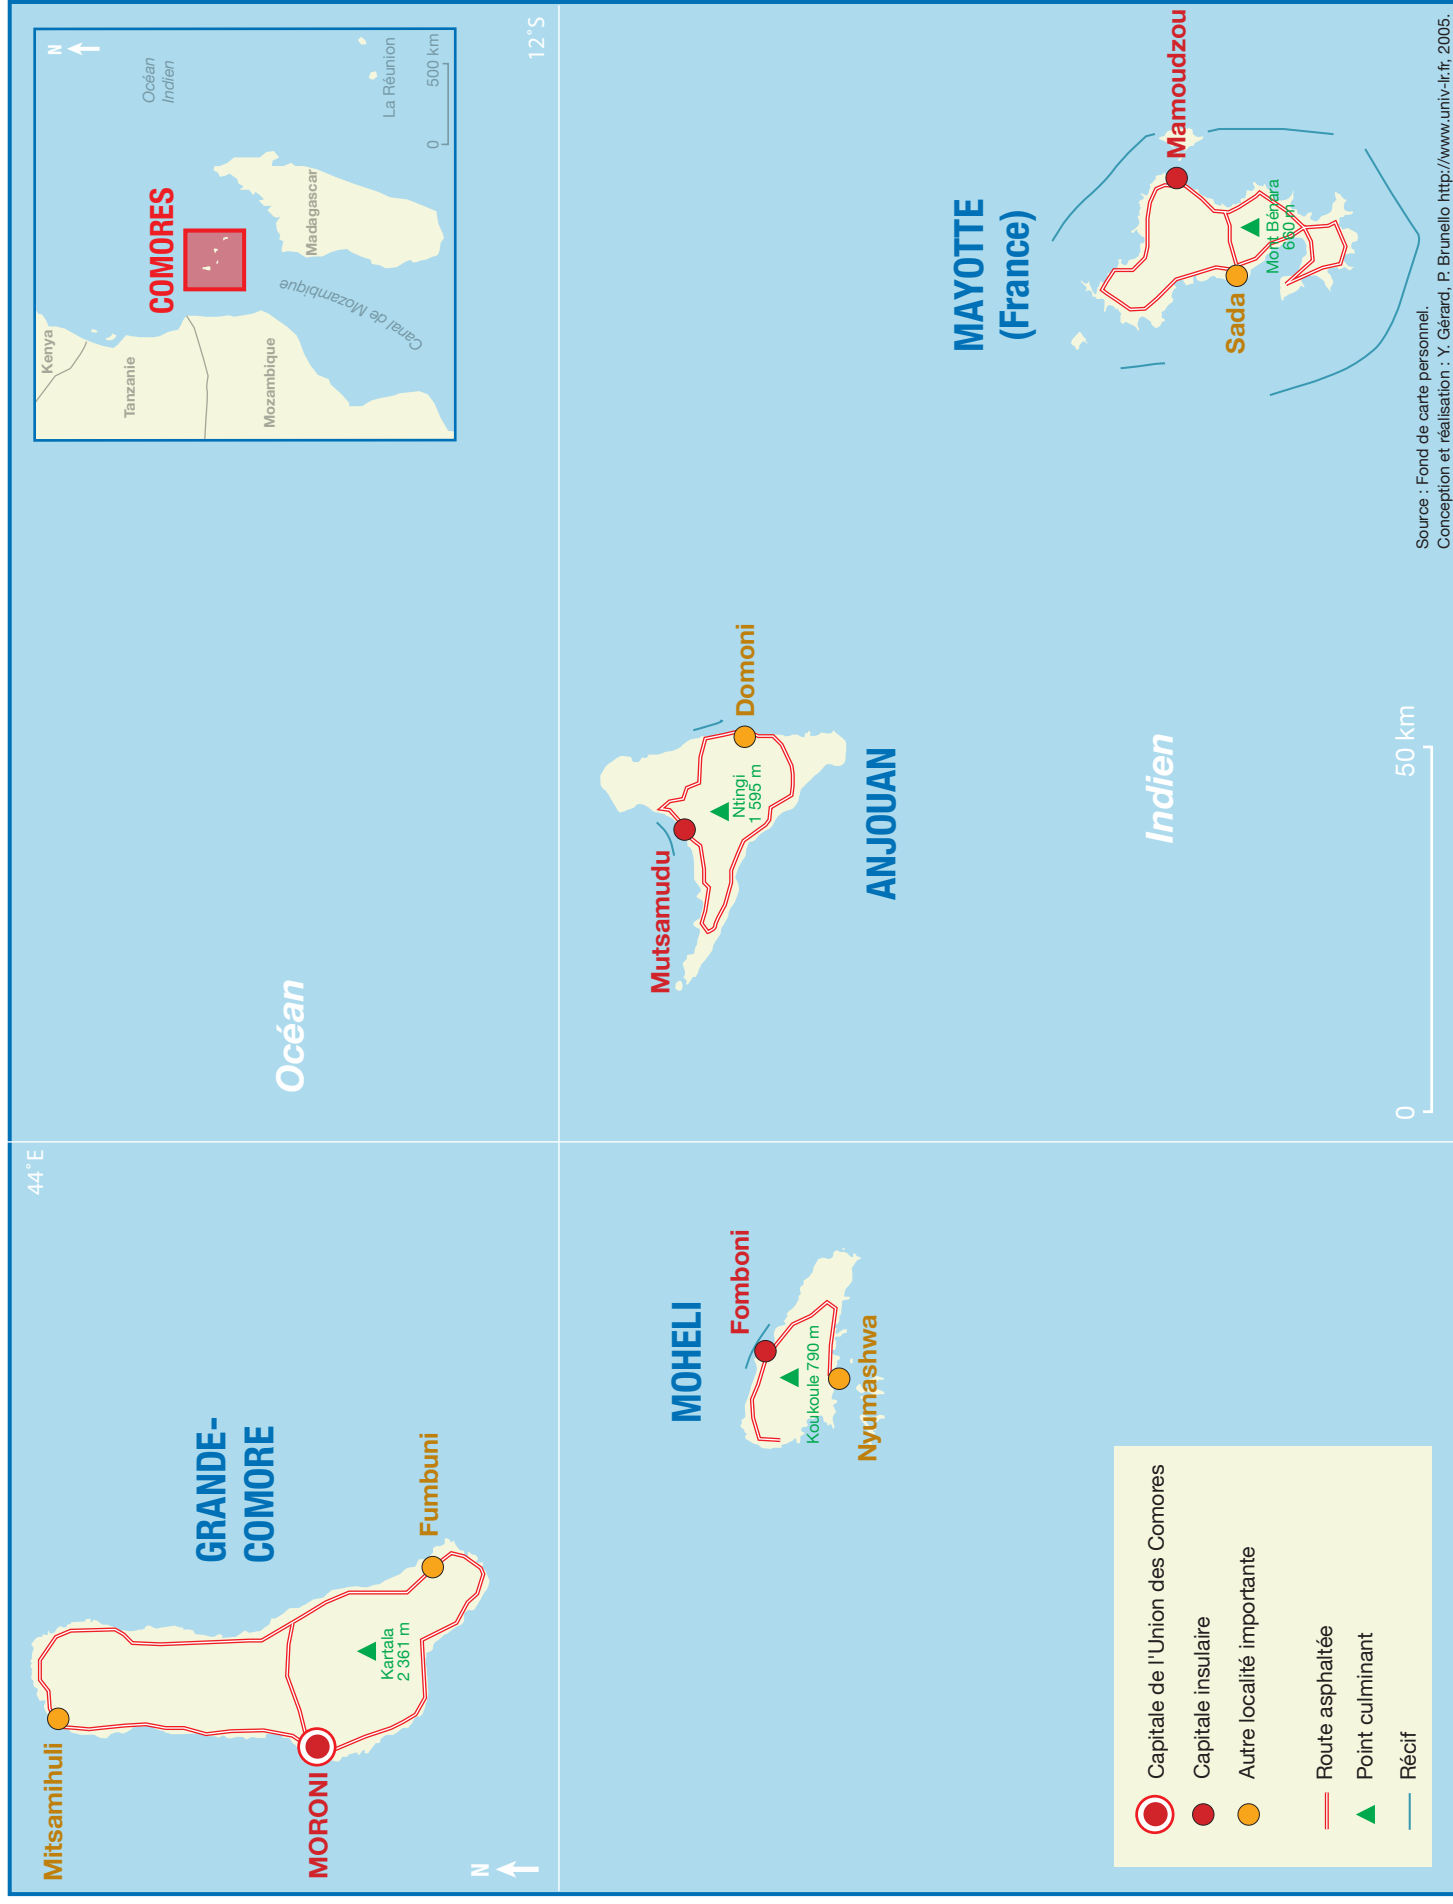 Mitsamihuli
MORONI
GRANDE-
COMORE
Kartala
2 361 m
Fumbuni
44°E
N
Océan
COMORES
Kenya
Tanzanie
Mozambique
Canal de Mozambique
Madagascar
Océan
Indien
La Réunion
0
500 km
N
12°S
MOHELI
Fomboni
Koukoule 790 m
Nyumashwa
Mutsamudu
Ntingi
1 595 m
Domoni
ANJOUAN
MAYOTTE
(France)
Mamoudzou
Sada
Mont Bénara
660 m
Indien
0
50 km
Capitale de l'Union des Comores
Capitale insulaire
Autre localité importante
Route asphaltée
Point culminant
Récif
Source : Fond de carte personnel.
Conception et réalisation : Y. Gérard, P. Brunello http://www.univ-lr.fr, 2005.